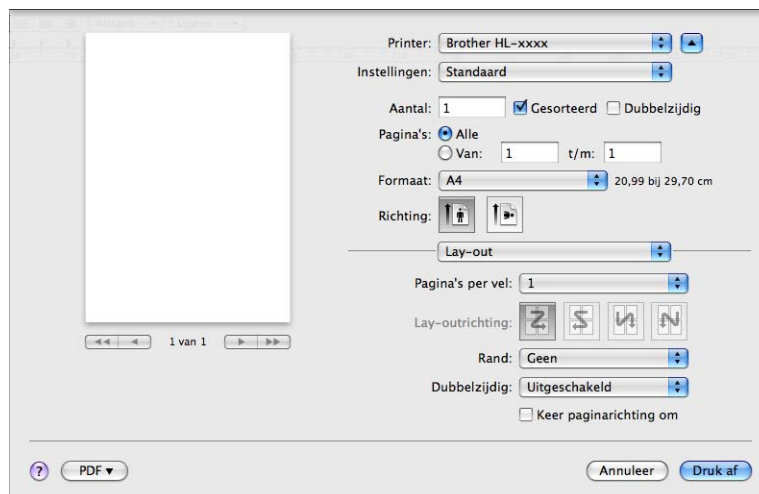 Afstand Lijsten
Printer: Brother HL-xxxx
Instellingen: Standaard
Aantal: 1 Gesorteerd Dubbelzijdig
Pagina's: Alle
Van: 1 t/m: 1
Formaat: A4 20,99 bij 29,70 cm
Richting:
Lay-out
Pagina's per vel: 1
Lay-outrichting:
Rand: Geen
Dubbelzijdig: Uitgeschakeld
Keer paginarichting om
1 van 1
? PDF Annuleer Druk af